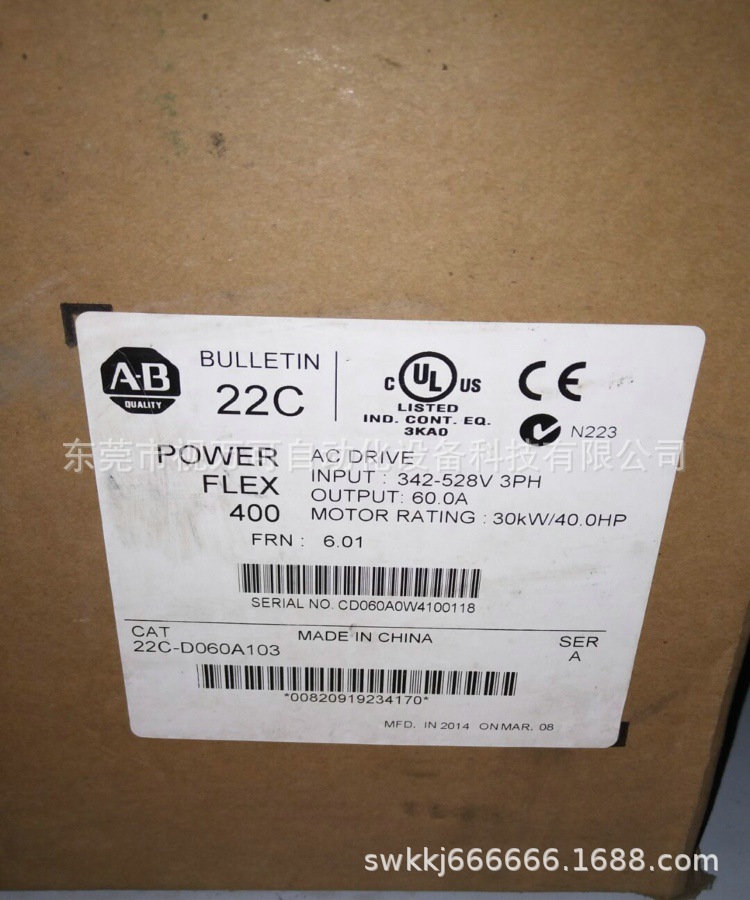 A-B
QUALITY
BULLETIN
22C
C UL US
LISTED
IND. CONT. EQ.
3KA0
CE
N223
东莞市祝万可自动化设备科技有限公司
POWER
FLEX
400
AC DRIVE
INPUT : 342-528V 3PH
OUTPUT: 60.0A
MOTOR RATING : 30kW/40.0HP
FRN : 6.01
SERIAL NO. CD060A0W4100118
CAT
22C-D060A103
MADE IN CHINA
SER
A
*00820919234170*
MFD. IN 2014 ON MAR. 08
swkkj666666.1688.com